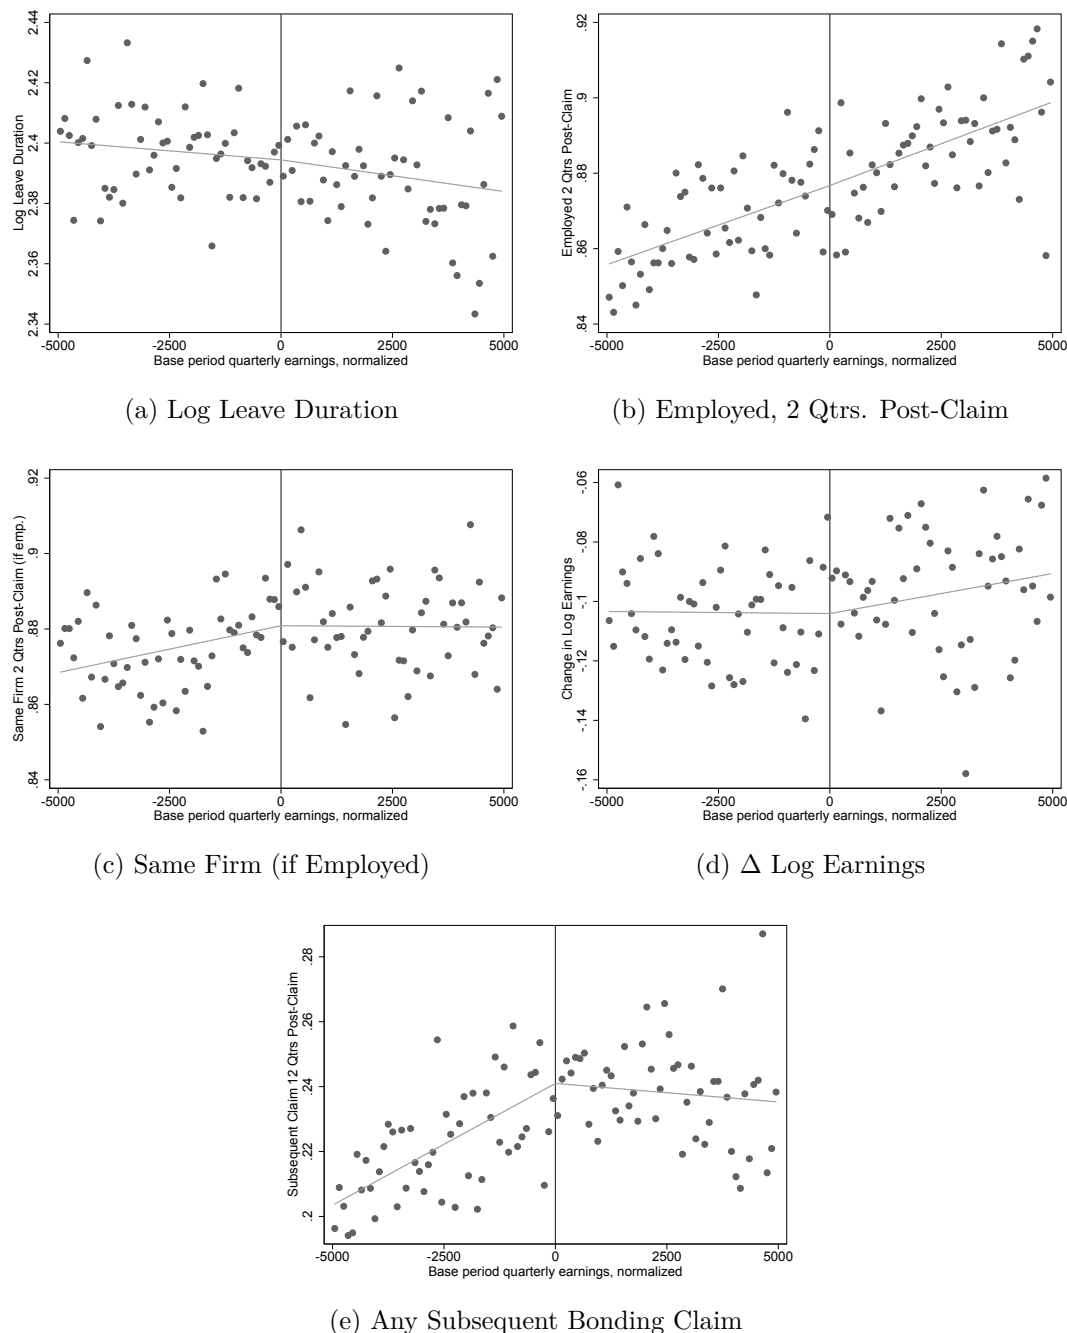 Log Leave Duration
2.34 2.36 2.38 2.4 2.42 2.44
-5000 -2500 0 2500 5000
Base period quarterly earnings, normalized
(a) Log Leave Duration
Employed 2 Qtrs Post-Claim
.84 .86 .88 .9 .92
-5000 -2500 0 2500 5000
Base period quarterly earnings, normalized
(b) Employed, 2 Qtrs. Post-Claim
Same Firm 2 Qtrs Post-Claim (if emp.)
.84 .86 .88 .9 .92
-5000 -2500 0 2500 5000
Base period quarterly earnings, normalized
(c) Same Firm (if Employed)
Change in Log Earnings
-.16 -.14 -.12 -.1 -.08 -.06
-5000 -2500 0 2500 5000
Base period quarterly earnings, normalized
(d) Δ Log Earnings
Subsequent Claim 12 Qtrs Post-Claim
.2 .22 .24 .26 .28
-5000 -2500 0 2500 5000
Base period quarterly earnings, normalized
(e) Any Subsequent Bonding Claim